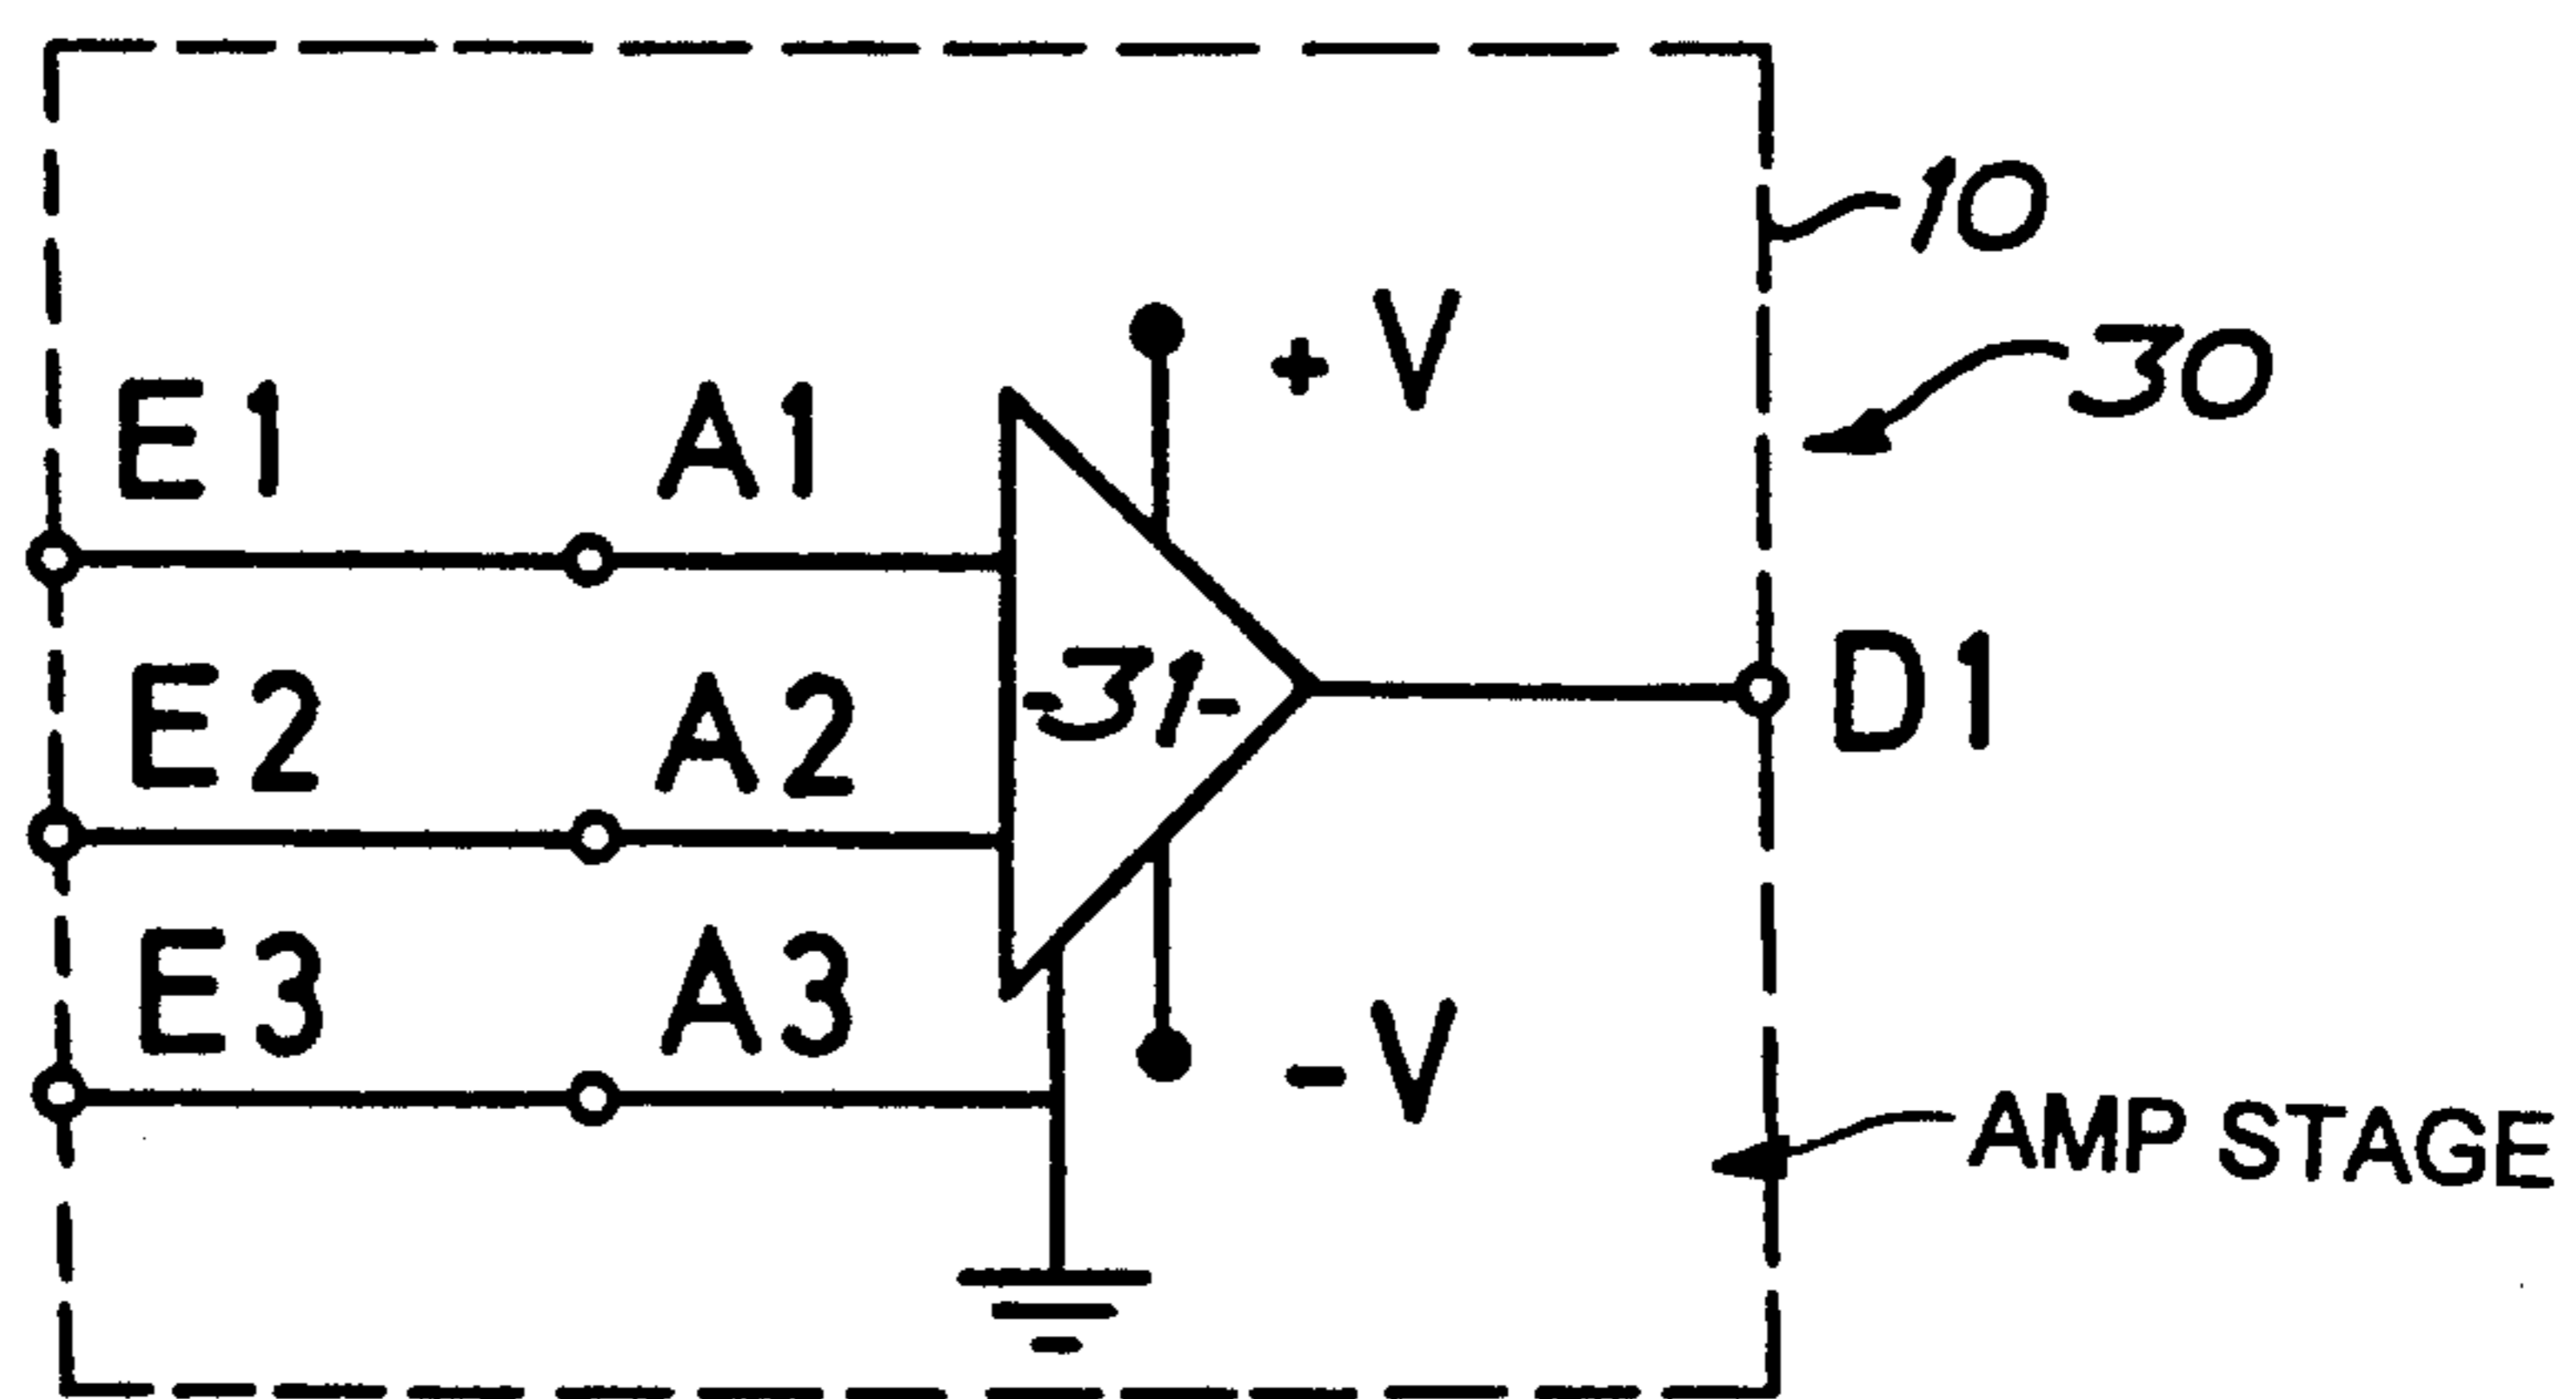 10
+ V
30
E1 A1
-31-
D1
E2 A2
E3 A3
- V
AMP STAGE